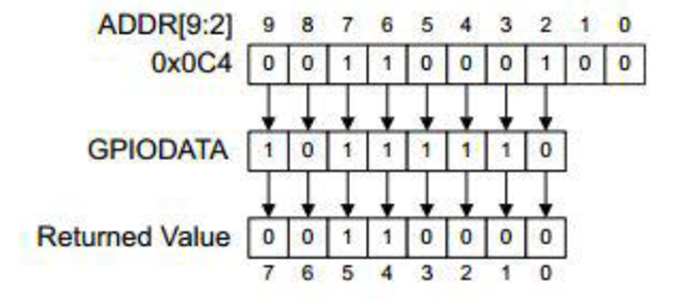 ADDR[9:2] 9 8 7 6 5 4 3 2 1 0
0x0C4 0 0 1 1 0 0 0 1 0 0
GPIODATA 1 0 1 1 1 1 1 0
Returned Value 0 0 1 1 0 0 0 0
7 6 5 4 3 2 1 0